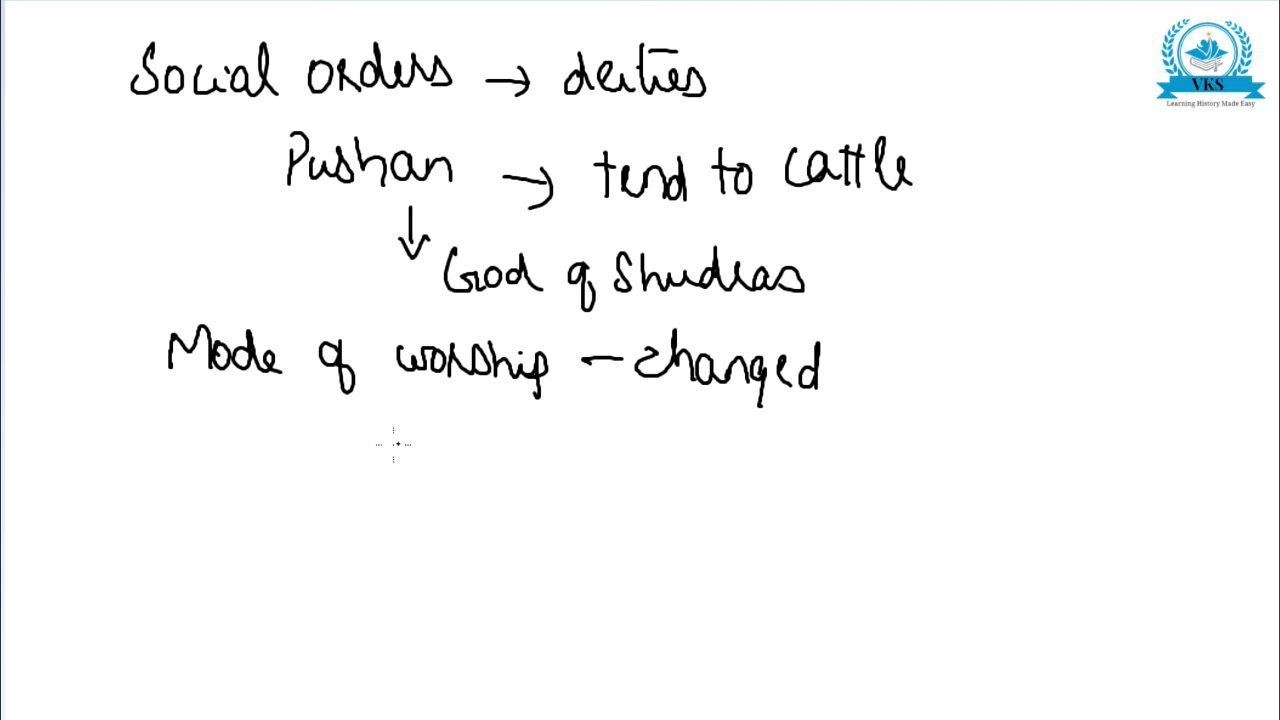 Social orders → deities
Pushan → tend to cattle
↓
God of Shudras
Mode of worship - changed
VKS
Learning History Made Easy